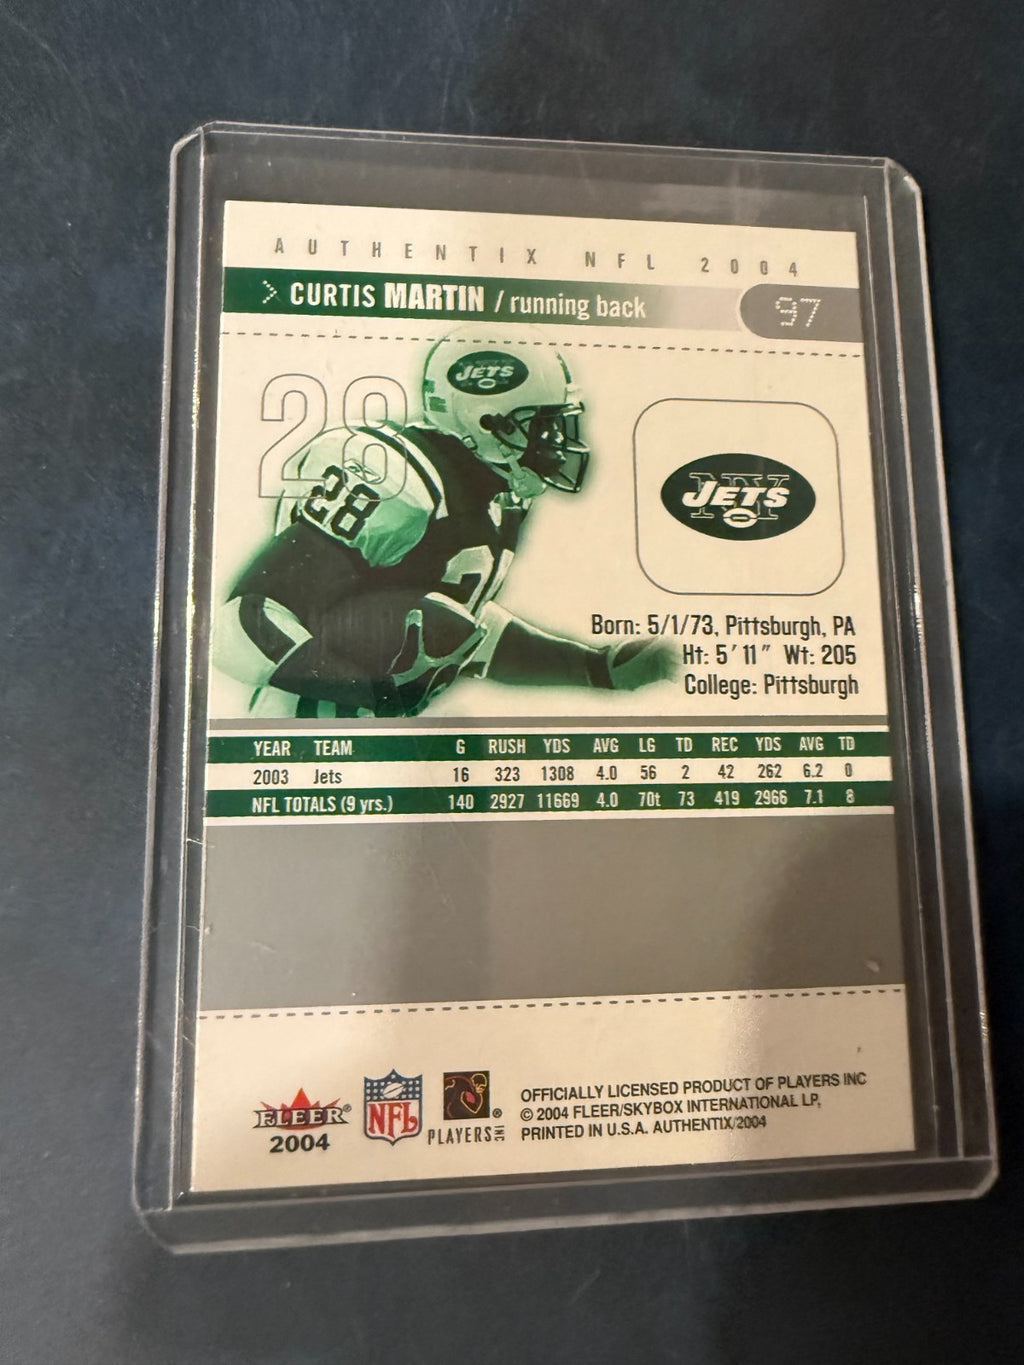 AUTHENTIX NFL 2004
> CURTIS MARTIN / running back
97
28
JETS
28
2
NY
JETS
Born: 5/1/73, Pittsburgh, PA
Ht: 5' 11" Wt: 205
College: Pittsburgh
YEAR TEAM G RUSH YDS AVG LG TD REC YDS AVG TD
2003 Jets 16 323 1308 4.0 56 2 42 262 6.2 0
NFL TOTALS (9 yrs.) 140 2927 11669 4.0 70t 73 419 2966 7.1 8
FLEER®
2004
NFL
PLAYERS INC ®
OFFICIALLY LICENSED PRODUCT OF PLAYERS INC
© 2004 FLEER/SKYBOX INTERNATIONAL LP,
PRINTED IN U.S.A. AUTHENTIX/2004